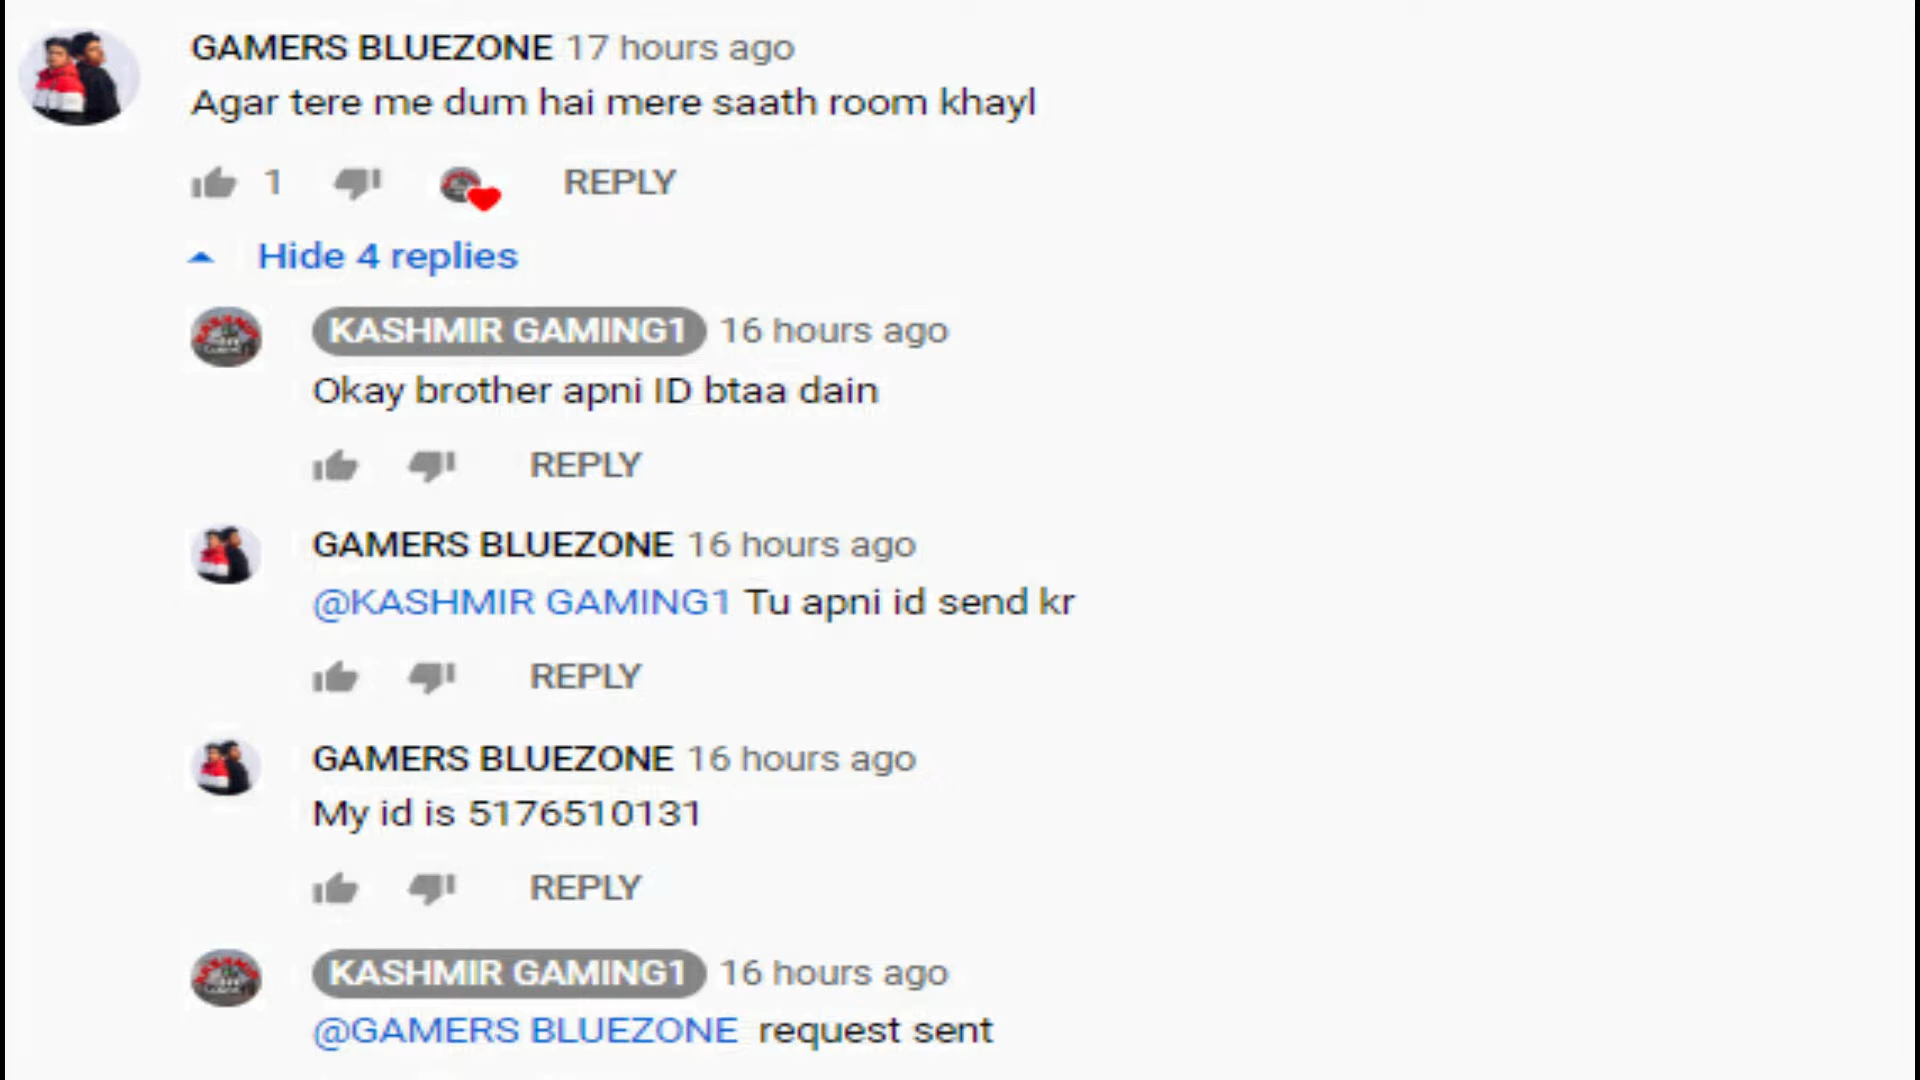 GAMERS BLUEZONE 17 hours ago
Agar tere me dum hai mere saath room khayl
1 REPLY
Hide 4 replies
KASHMIR GAMING1 16 hours ago
Okay brother apni ID btaa dain
REPLY
GAMERS BLUEZONE 16 hours ago
@KASHMIR GAMING1 Tu apni id send kr
REPLY
GAMERS BLUEZONE 16 hours ago
My id is 5176510131
REPLY
KASHMIR GAMING1 16 hours ago
@GAMERS BLUEZONE request sent